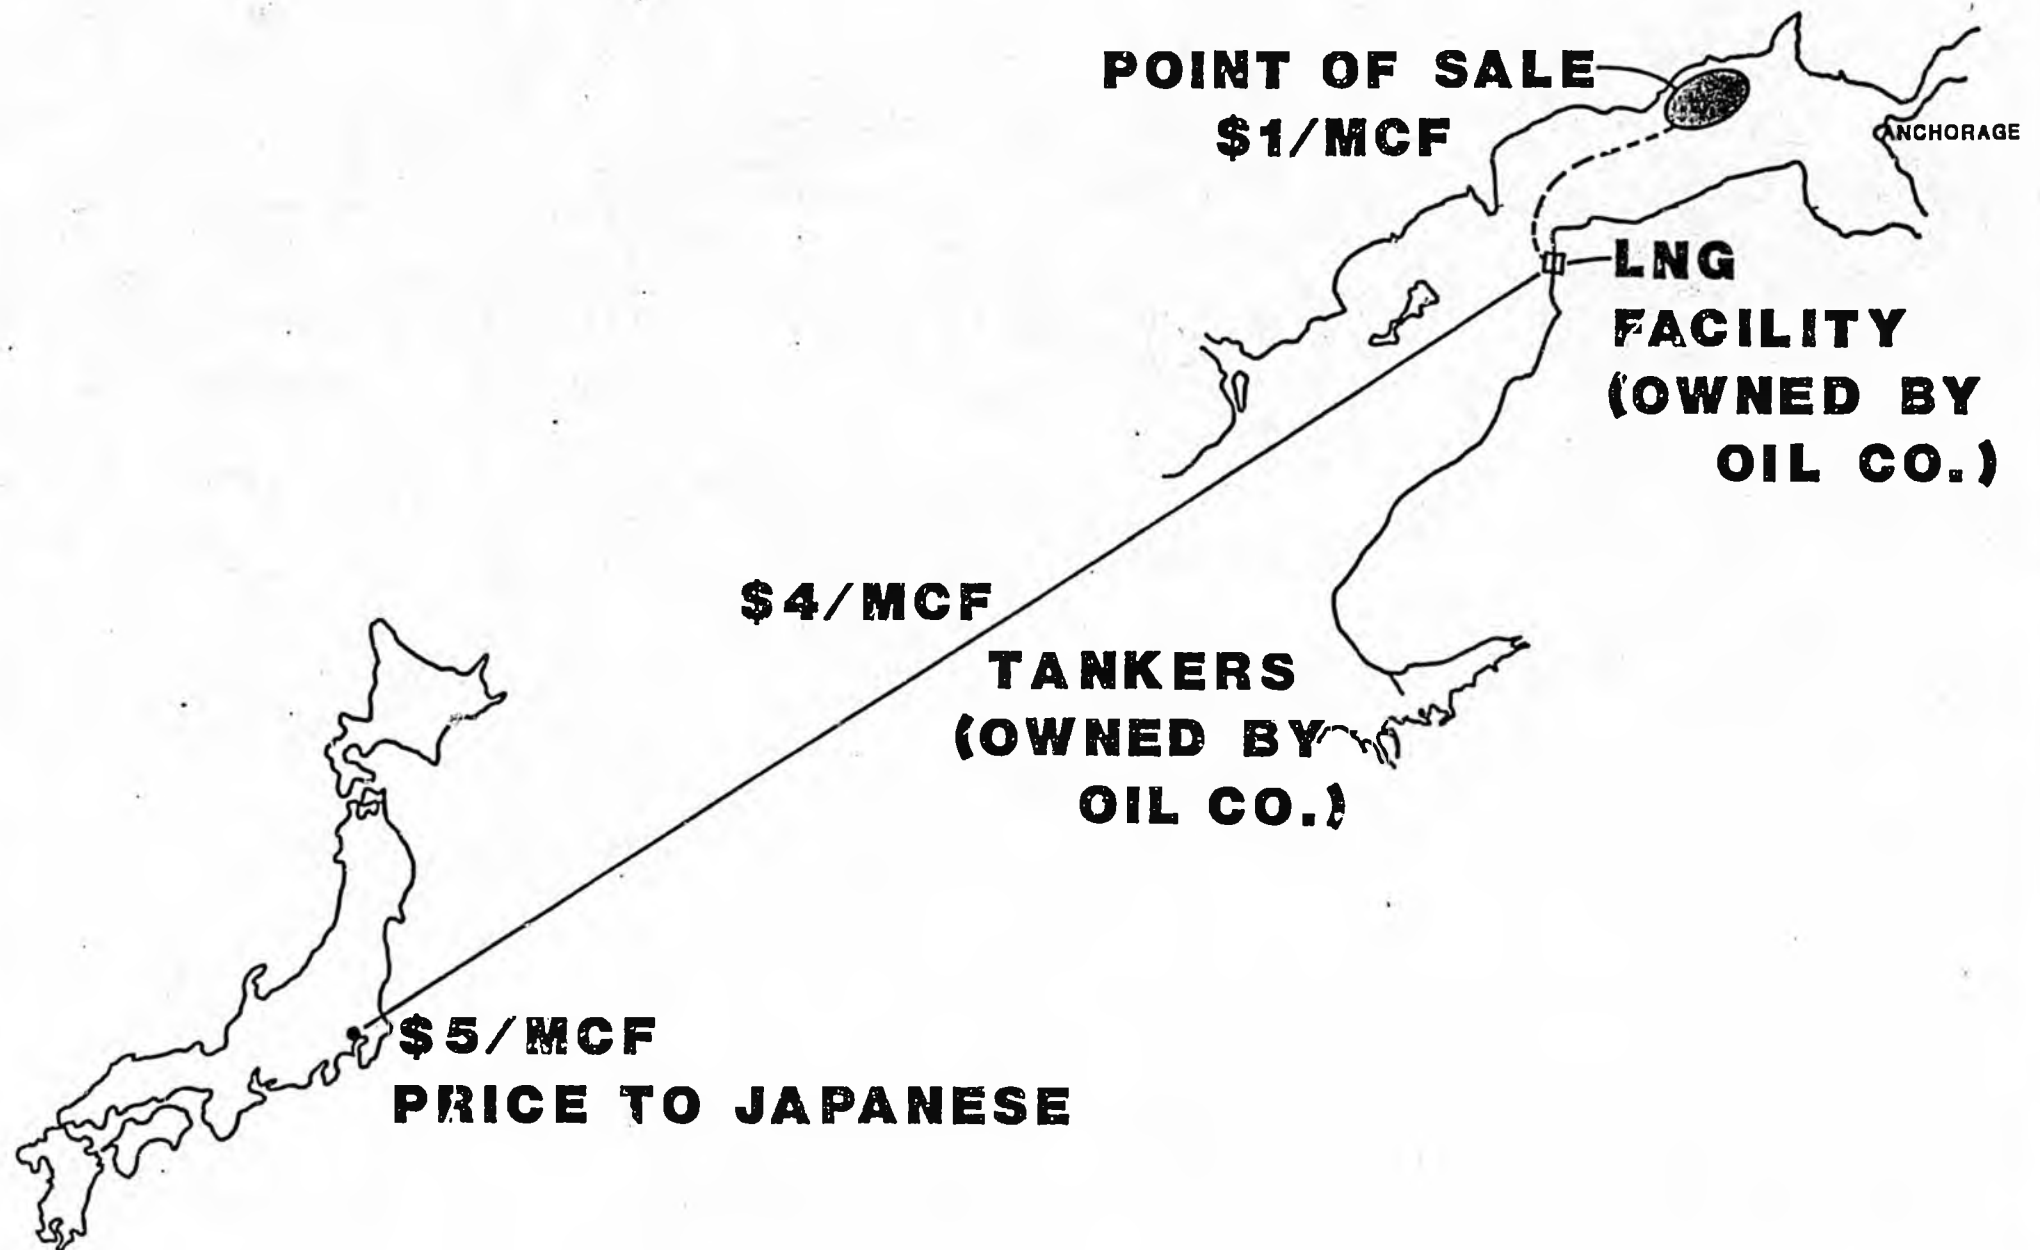 POINT OF SALE
$1/MCF
ANCHORAGE
LNG
FACILITY
(OWNED BY
OIL CO.)
$4/MCF
TANKERS
(OWNED BY
OIL CO.)
$5/MCF
PRICE TO JAPANESE